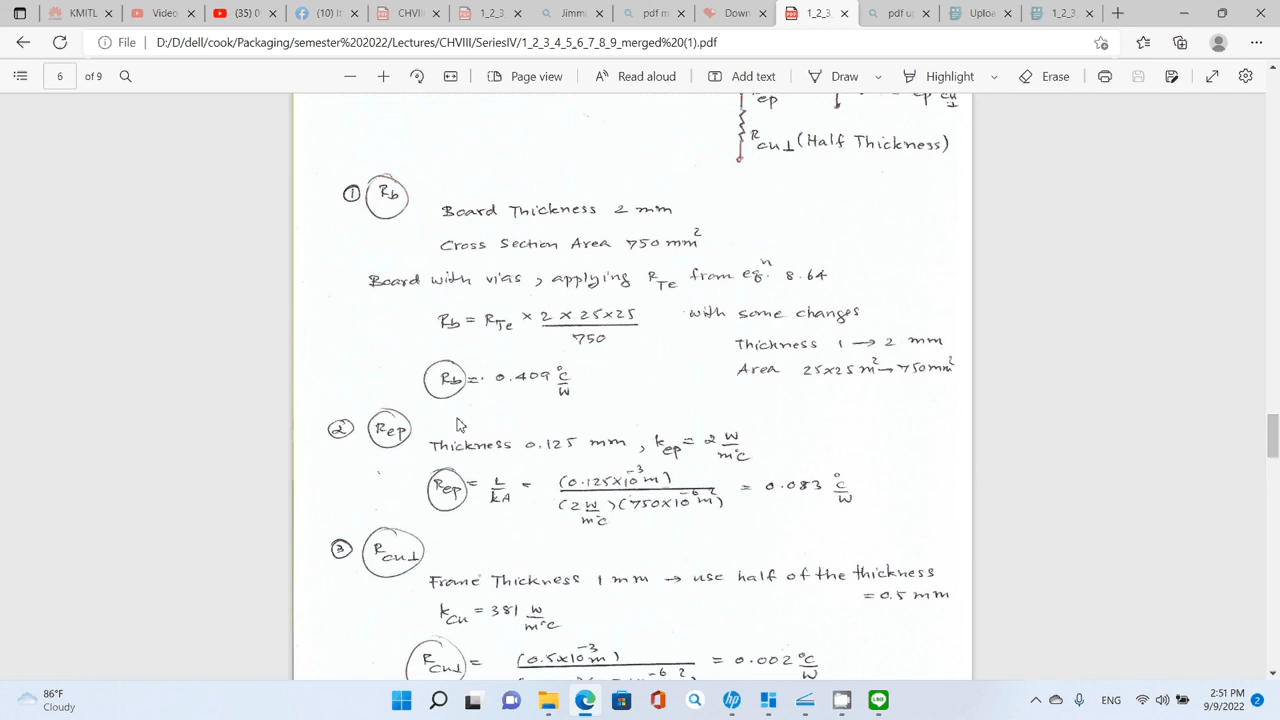 KMITL
Video
(35) 0
(10) It
CHVII
1_2_3
Jimmi
pdf m
Down
1_2_3
pdf up
Uploa
1_2_3
File
D:/D/dell/cook/Packaging/semester%202022/Lectures/CHVIII/SeriesIV/1_2_3_4_5_6_7_8_9_merged%20(1).pdf
6 of 9
Page view
Read aloud
Add text
Draw
Highlight
Erase
Rep
Rcu⊥ (Half Thickness)
① Rb
Board Thickness 2 mm
Cross Section Area 750 mm²
Board with vias, applying RTe from eqⁿ. 8.64
Rb = RTe × 2 × 25×25 / 750 with some changes
Thickness 1 → 2 mm
Area 25×25 m² → 750 mm²
Rb = 0.409 °C/W
② Rep
Thickness 0.125 mm, kep = 2 W/m°C
Rep = L/kA = (0.125×10⁻³ m) / (2 W/m°C)(750×10⁻⁶ m²) = 0.083 °C/W
③ Rcu⊥
Frame Thickness 1 mm → use half of the thickness
= 0.5 mm
kcu = 381 W/m°C
Rcu⊥ = (0.5×10⁻³ m) = 0.002 °C/W
86°F
Cloudy
ENG
2:51 PM
9/9/2022
2